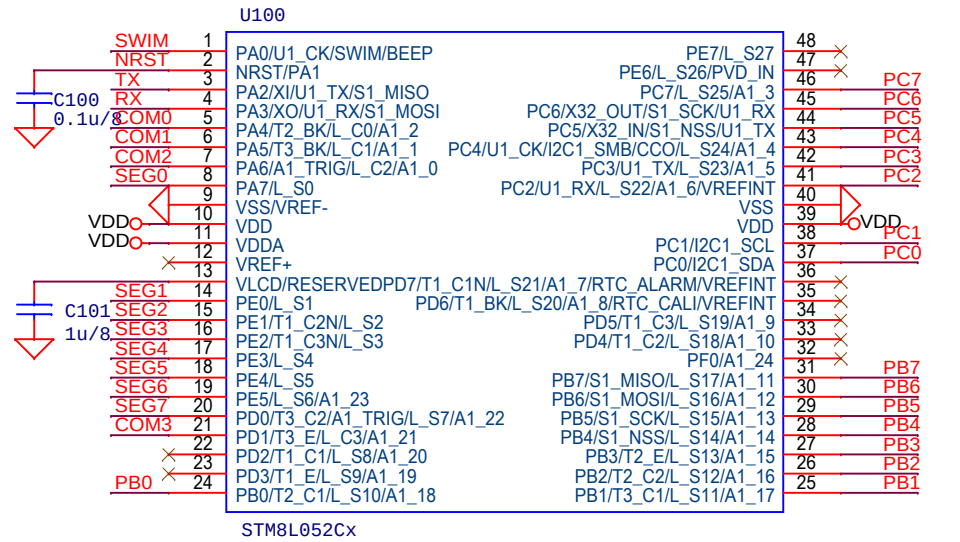 U100
SWIM 1 PA0/U1_CK/SWIM/BEEP PE7/L_S27 48
NRST 2 NRST/PA1 PE6/L_S26/PVD_IN 47
TX 3 PA2/XI/U1_TX/S1_MISO PC7/L_S25/A1_3 46 PC7
C100 RX 4 PA3/XO/U1_RX/S1_MOSI PC6/X32_OUT/S1_SCK/U1_RX 45 PC6
0.1u/8 COM0 5 PA4/T2_BK/L_C0/A1_2 PC5/X32_IN/S1_NSS/U1_TX 44 PC5
COM1 6 PA5/T3_BK/L_C1/A1_1 PC4/U1_CK/I2C1_SMB/CCO/L_S24/A1_4 43 PC4
COM2 7 PA6/A1_TRIG/L_C2/A1_0 PC3/U1_TX/L_S23/A1_5 42 PC3
SEG0 8 PA7/L_S0 PC2/U1_RX/L_S22/A1_6/VREFINT 41 PC2
9 VSS/VREF- VSS 40
VDD 10 VDD VDD 39 VDD
VDD 11 VDDA PC1/I2C1_SCL 38 PC1
12 VREF+ PC0/I2C1_SDA 37 PC0
13 VLCD/RESERVEDPD7/T1_C1N/L_S21/A1_7/RTC_ALARM/VREFINT 36
C101 SEG1 14 PE0/L_S1 PD6/T1_BK/L_S20/A1_8/RTC_CALI/VREFINT 35
1u/8 SEG2 15 PE1/T1_C2N/L_S2 PD5/T1_C3/L_S19/A1_9 34
SEG3 16 PE2/T1_C3N/L_S3 PD4/T1_C2/L_S18/A1_10 33
SEG4 17 PE3/L_S4 PF0/A1_24 32
SEG5 18 PE4/L_S5 PB7/S1_MISO/L_S17/A1_11 31 PB7
SEG6 19 PE5/L_S6/A1_23 PB6/S1_MOSI/L_S16/A1_12 30 PB6
SEG7 20 PD0/T3_C2/A1_TRIG/L_S7/A1_22 PB5/S1_SCK/L_S15/A1_13 29 PB5
COM3 21 PD1/T3_E/L_C3/A1_21 PB4/S1_NSS/L_S14/A1_14 28 PB4
22 PD2/T1_C1/L_S8/A1_20 PB3/T2_E/L_S13/A1_15 27 PB3
23 PD3/T1_E/L_S9/A1_19 PB2/T2_C2/L_S12/A1_16 26 PB2
PB0 24 PB0/T2_C1/L_S10/A1_18 PB1/T3_C1/L_S11/A1_17 25 PB1
STM8L052Cx